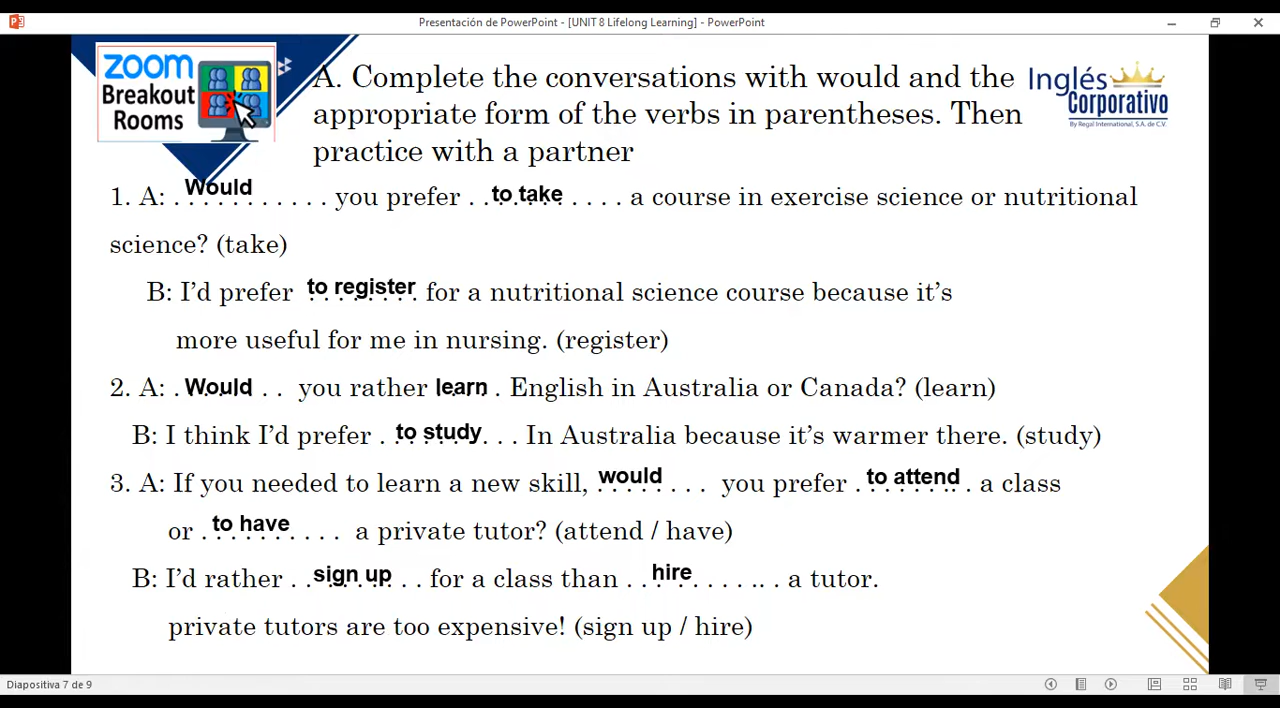 Presentación de PowerPoint - [UNIT 8 Lifelong Learning] - PowerPoint
zoom
Breakout
Rooms
A. Complete the conversations with would and the
appropriate form of the verbs in parentheses. Then
practice with a partner
Inglés
Corporativo
By Regal International, S.A. de C.V.
1. A: . Would . . . . . . . . . . you prefer . . to take . . . . a course in exercise science or nutritional
science? (take)
B: I’d prefer to register . for a nutritional science course because it’s
more useful for me in nursing. (register)
2. A: . Would . . you rather learn . English in Australia or Canada? (learn)
B: I think I’d prefer . to study . . . In Australia because it’s warmer there. (study)
3. A: If you needed to learn a new skill, would . . . you prefer . to attend . a class
or . to have . . . . a private tutor? (attend / have)
B: I’d rather . . sign up . . for a class than . . hire . . . . . . . a tutor.
private tutors are too expensive! (sign up / hire)
Diapositiva 7 de 9